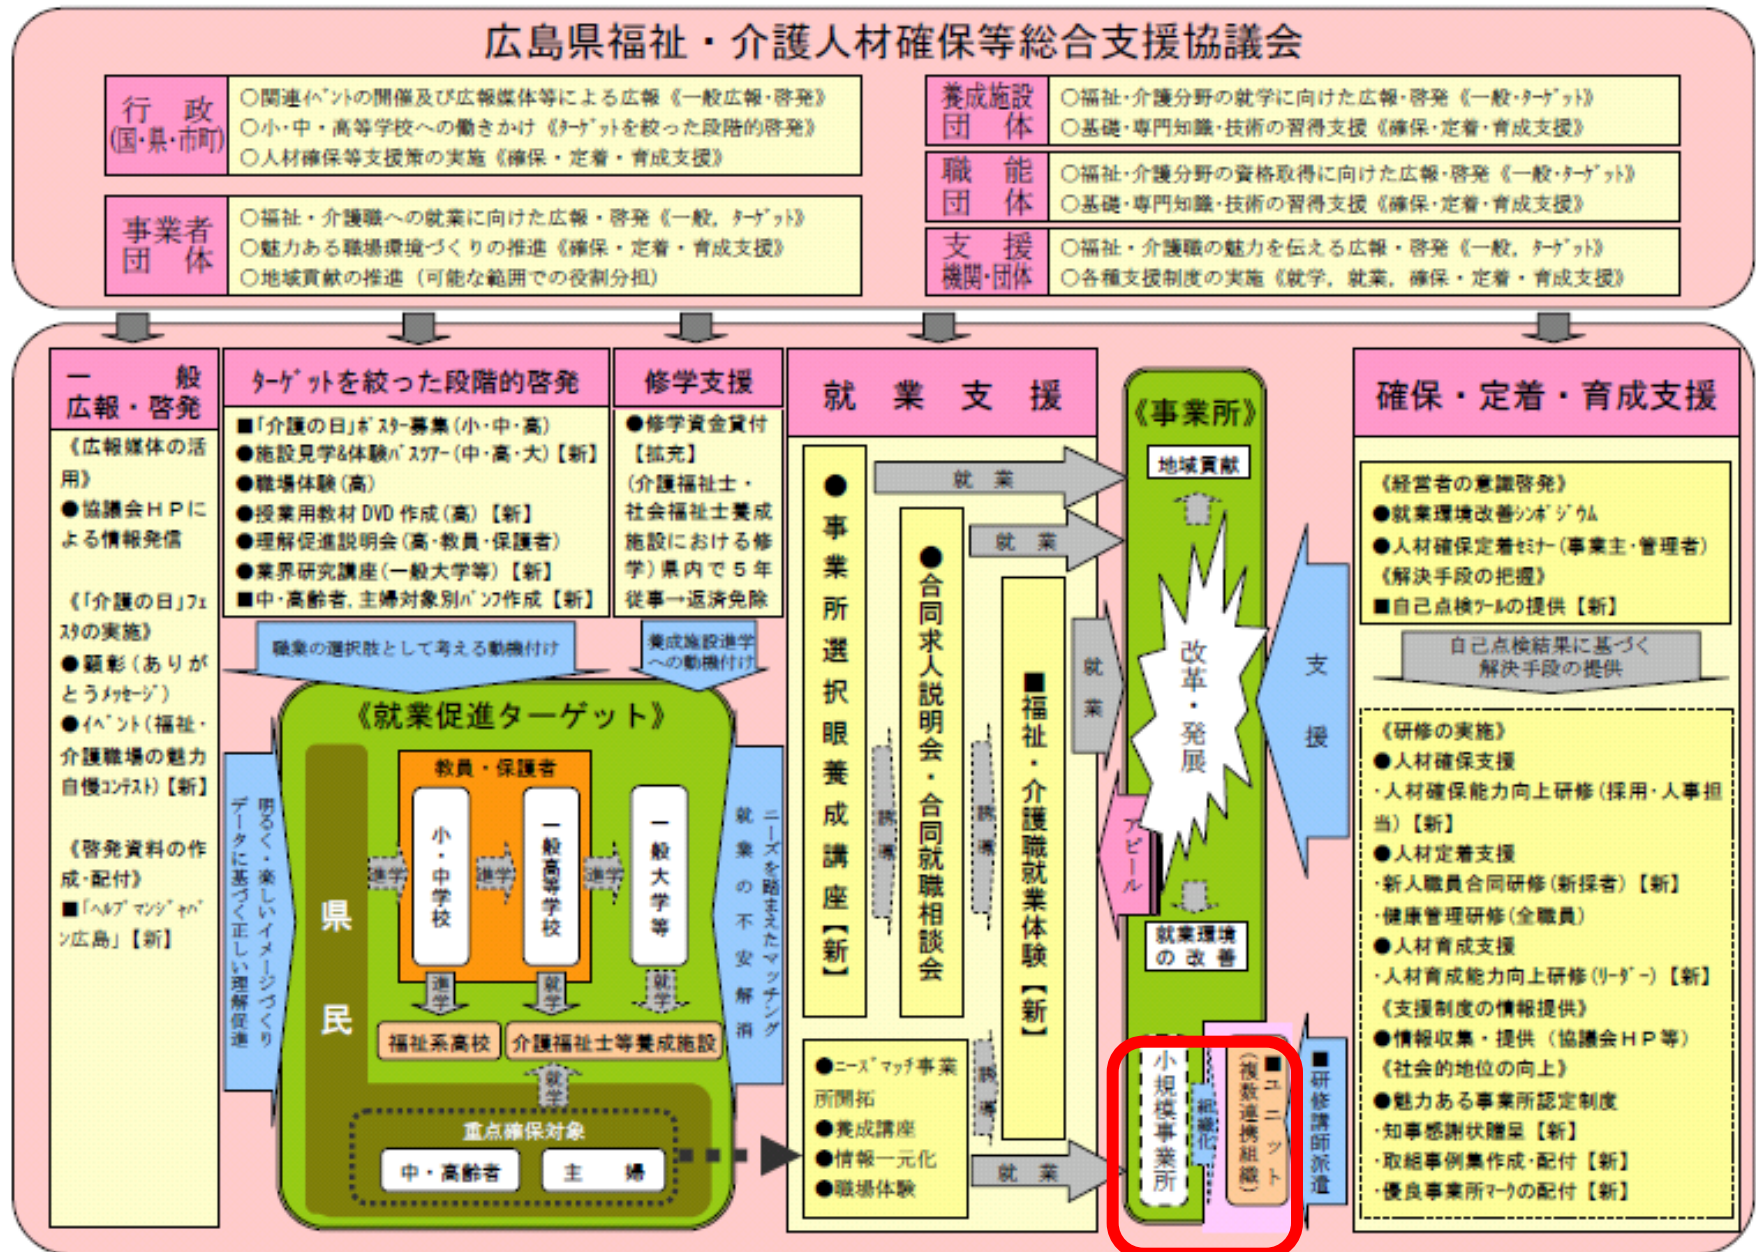 広島県福祉・介護人材確保等総合支援協議会
行　政
(国・県・市町)
○関連ｲﾍﾞﾝﾄの開催及び広報媒体等による広報《一般広報・啓発》
○小・中・高等学校への働きかけ《ﾀｰｹﾞｯﾄを絞った段階的啓発》
○人材確保等支援策の実施《確保・定着・育成支援》
事業者
団　体
○福祉・介護職への就業に向けた広報・啓発《一般，ﾀｰｹﾞｯﾄ》
○魅力ある職場環境づくりの推進《確保・定着・育成支援》
○地域貢献の推進（可能な範囲での役割分担）
養成施設
団　体
○福祉・介護分野の就学に向けた広報・啓発《一般・ﾀｰｹﾞｯﾄ》
○基礎・専門知識・技術の習得支援《確保・定着・育成支援》
職　能
団　体
○福祉・介護分野の資格取得に向けた広報・啓発《一般・ﾀｰｹﾞｯﾄ》
○基礎・専門知識・技術の習得支援《確保・定着・育成支援》
支　援
機関・団体
○福祉・介護職の魅力を伝える広報・啓発《一般，ﾀｰｹﾞｯﾄ》
○各種支援制度の実施《就学，就業，確保・定着・育成支援》
一　般
広報・啓発
《広報媒体の活
用》
●協議会ＨＰに
よる情報発信
《｢介護の日｣ﾌｪ
ｽﾀの実施》
●顕彰（ありが
とうﾒｯｾｰｼﾞ）
●ｲﾍﾞﾝﾄ（福祉・
介護職場の魅力
自慢ｺﾝﾃｽﾄ）【新】
《啓発資料の作
成・配付》
■｢ﾍﾙﾌﾟﾏﾝｼﾞｬﾊﾟ
ﾝ広島｣【新】
ﾀｰｹﾞｯﾄを絞った段階的啓発
■｢介護の日｣ﾎﾟｽﾀｰ募集（小・中・高）
●施設見学&体験ﾊﾞｽﾂｱｰ（中・高・大）【新】
●職場体験（高）
●授業用教材 DVD 作成（高）【新】
●理解促進説明会（高・教員・保護者）
●業界研究講座（一般大学等）【新】
■中・高齢者，主婦対象別ﾊﾟﾝﾌ作成【新】
職業の選択肢として考える動機付け
修学支援
●修学資金貸付
【拡充】
（介護福祉士・
社会福祉士養成
施設における修
学）県内で５年
従事→返済免除
養成施設進学
への動機付け
《就業促進ターゲット》
明るく・楽しいイメージづくり
データに基づく正しい理解促進
県民
教員・保護者
小・中学校
一般高等学校
一般大学等
進学
進学
進学
進学
就学
就学
福祉系高校
介護福祉士等養成施設
就学
重点確保対象
中・高齢者
主　婦
ニーズを踏まえたマッチング
就業の不安解消
就　業　支　援
●事業所選択眼養成講座【新】
●合同求人説明会・合同就職相談会
■福祉・介護職就業体験【新】
就　業
就　業
就業
誘導
誘導
誘導
●ﾆｰｽﾞﾏｯﾁ事業
所開拓
●養成講座
●情報一元化
●職場体験
就　業
《事業所》
地域貢献
改革・発展
アピール
就業環境
の改善
小規模事業所
組織化
■ユニット
（複数連携組織）
支援
■研修講師派遣
確保・定着・育成支援
《経営者の意識啓発》
●就業環境改善ｼﾝﾎﾟｼﾞｳﾑ
●人材確保定着ｾﾐﾅｰ（事業主・管理者）
《解決手段の把握》
■自己点検ﾂｰﾙの提供【新】
自己点検結果に基づく
解決手段の提供
《研修の実施》
●人材確保支援
・人材確保能力向上研修（採用・人事担
当）【新】
●人材定着支援
・新人職員合同研修（新採者）【新】
・健康管理研修（全職員）
●人材育成支援
・人材育成能力向上研修（ﾘｰﾀﾞｰ）【新】
《支援制度の情報提供》
●情報収集・提供（協議会ＨＰ等）
《社会的地位の向上》
●魅力ある事業所認定制度
・知事感謝状贈呈【新】
・取組事例集作成・配付【新】
・優良事業所ﾏｰｸの配付【新】